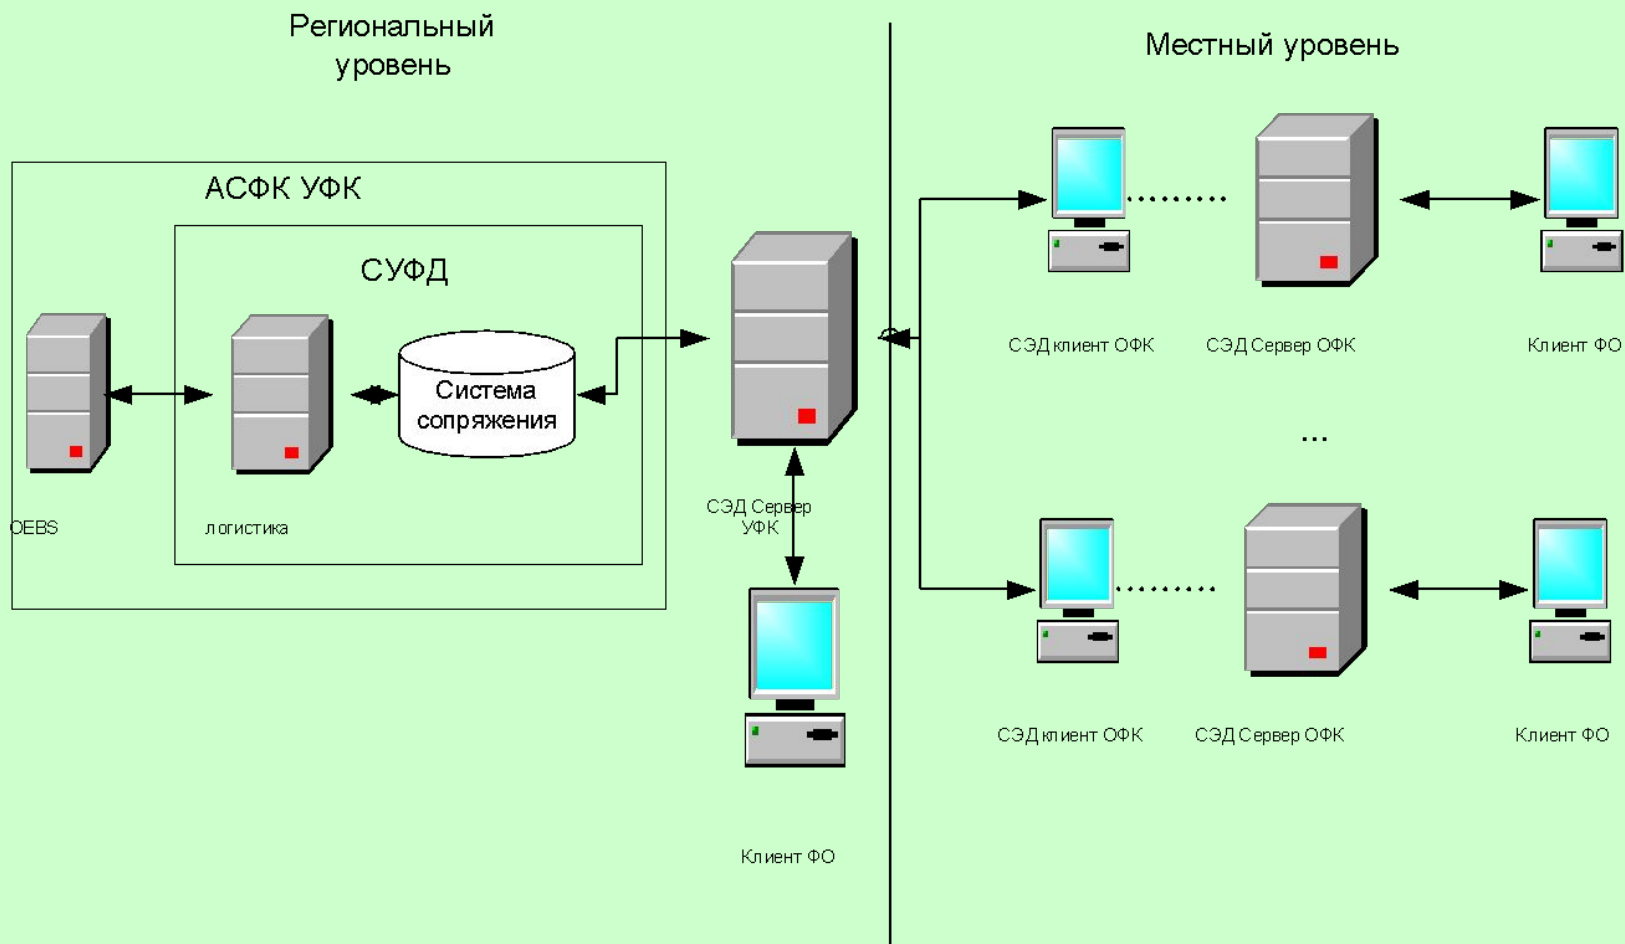 Региональный
уровень
Местный уровень
АСФК УФК
СУФД
Система
сопряжения
OEBS
логистика
СЭД Сервер
УФК
Клиент ФО
СЭД клиент ОФК
СЭД Сервер ОФК
Клиент ФО
...
СЭД клиент ОФК
СЭД Сервер ОФК
Клиент ФО